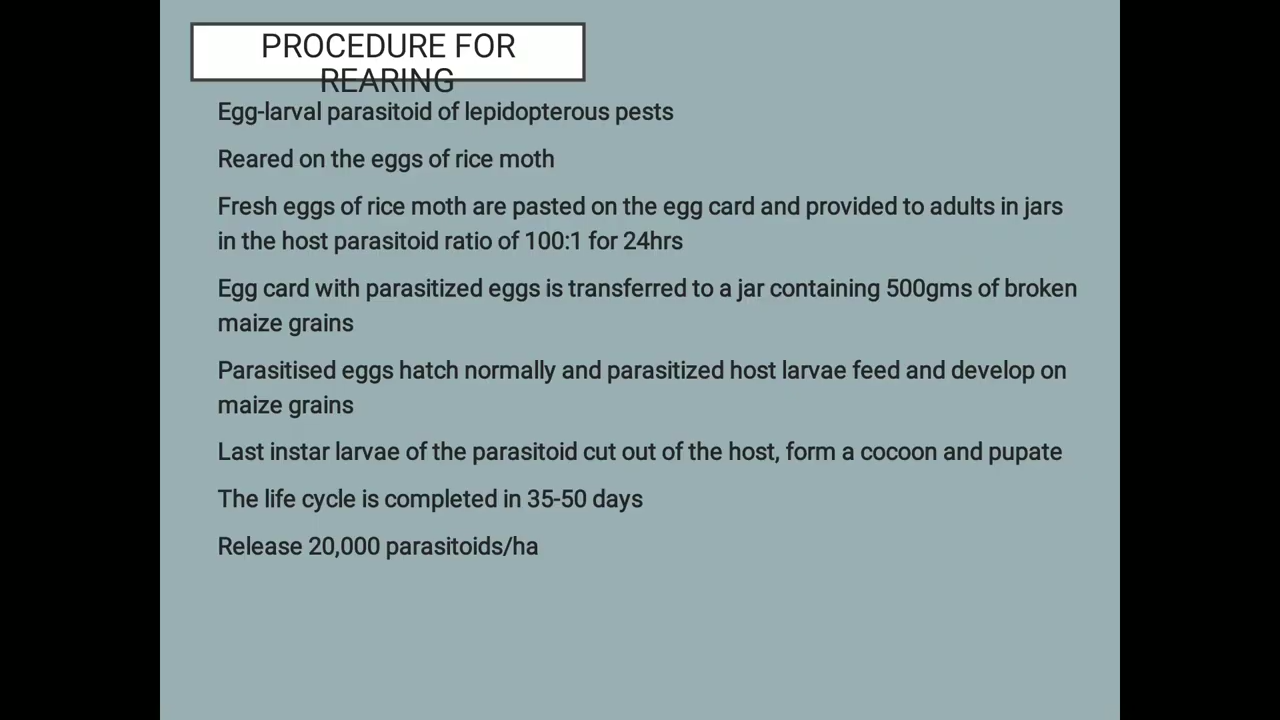 PROCEDURE FOR
REARING
Egg-larval parasitoid of lepidopterous pests
Reared on the eggs of rice moth
Fresh eggs of rice moth are pasted on the egg card and provided to adults in jars
in the host parasitoid ratio of 100:1 for 24hrs
Egg card with parasitized eggs is transferred to a jar containing 500gms of broken
maize grains
Parasitised eggs hatch normally and parasitized host larvae feed and develop on
maize grains
Last instar larvae of the parasitoid cut out of the host, form a cocoon and pupate
The life cycle is completed in 35-50 days
Release 20,000 parasitoids/ha